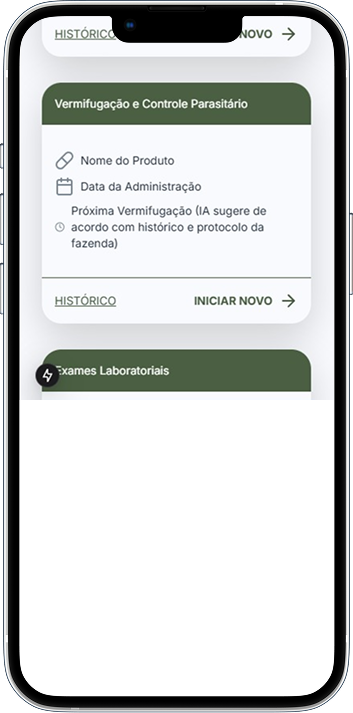 HISTÓRICO NOVO
Vermifugação e Controle Parasitário
Nome do Produto
Data da Administração
Próxima Vermifugação (IA sugere de
acordo com histórico e protocolo da
fazenda)
HISTÓRICO INICIAR NOVO
Exames Laboratoriais